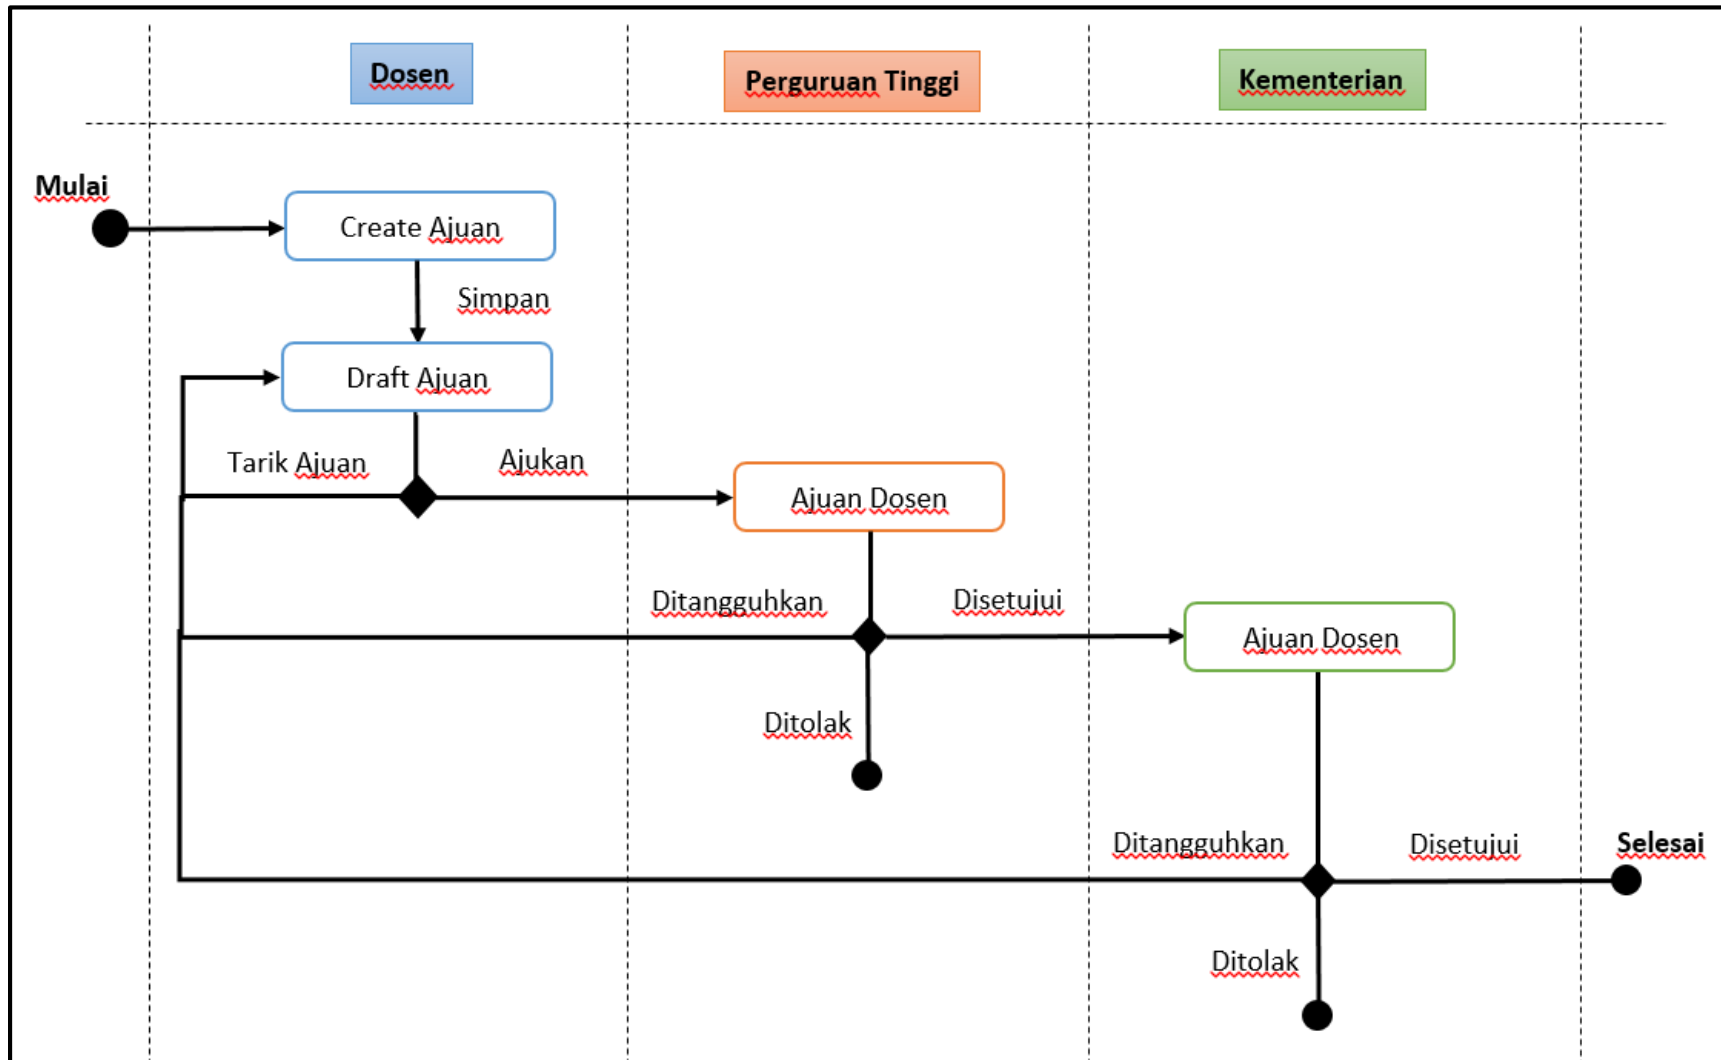 Dosen
Perguruan Tinggi
Kementerian
Mulai
Create Ajuan
Simpan
Draft Ajuan
Tarik Ajuan
Ajukan
Ajuan Dosen
Ditangguhkan
Disetujui
Ajuan Dosen
Ditolak
Ditangguhkan
Disetujui
Selesai
Ditolak